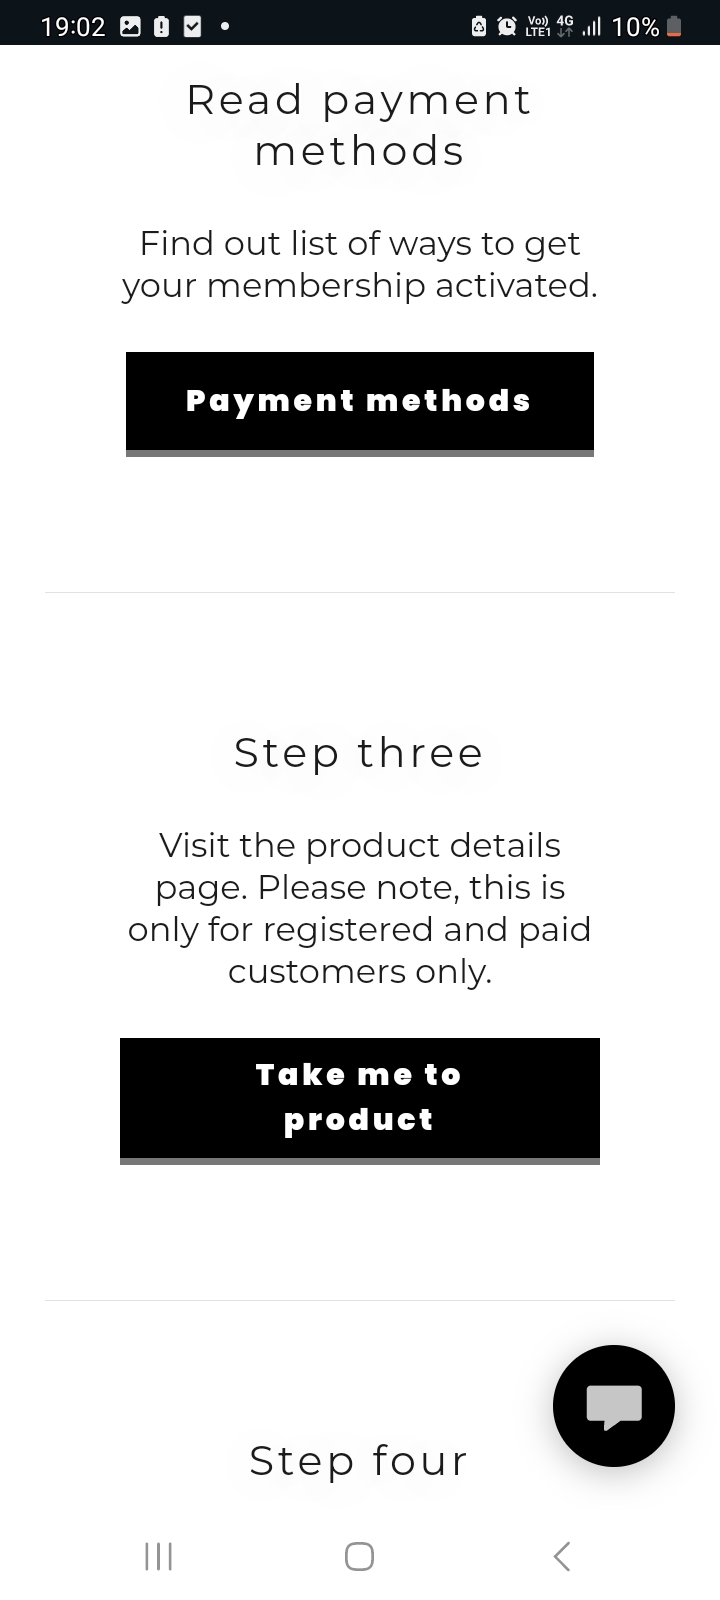 19:02
Vo)) 4G
LTE1
10%
Read payment
methods
Find out list of ways to get
your membership activated.
Payment methods
Step three
Visit the product details
page. Please note, this is
only for registered and paid
customers only.
Take me to
product
Step four